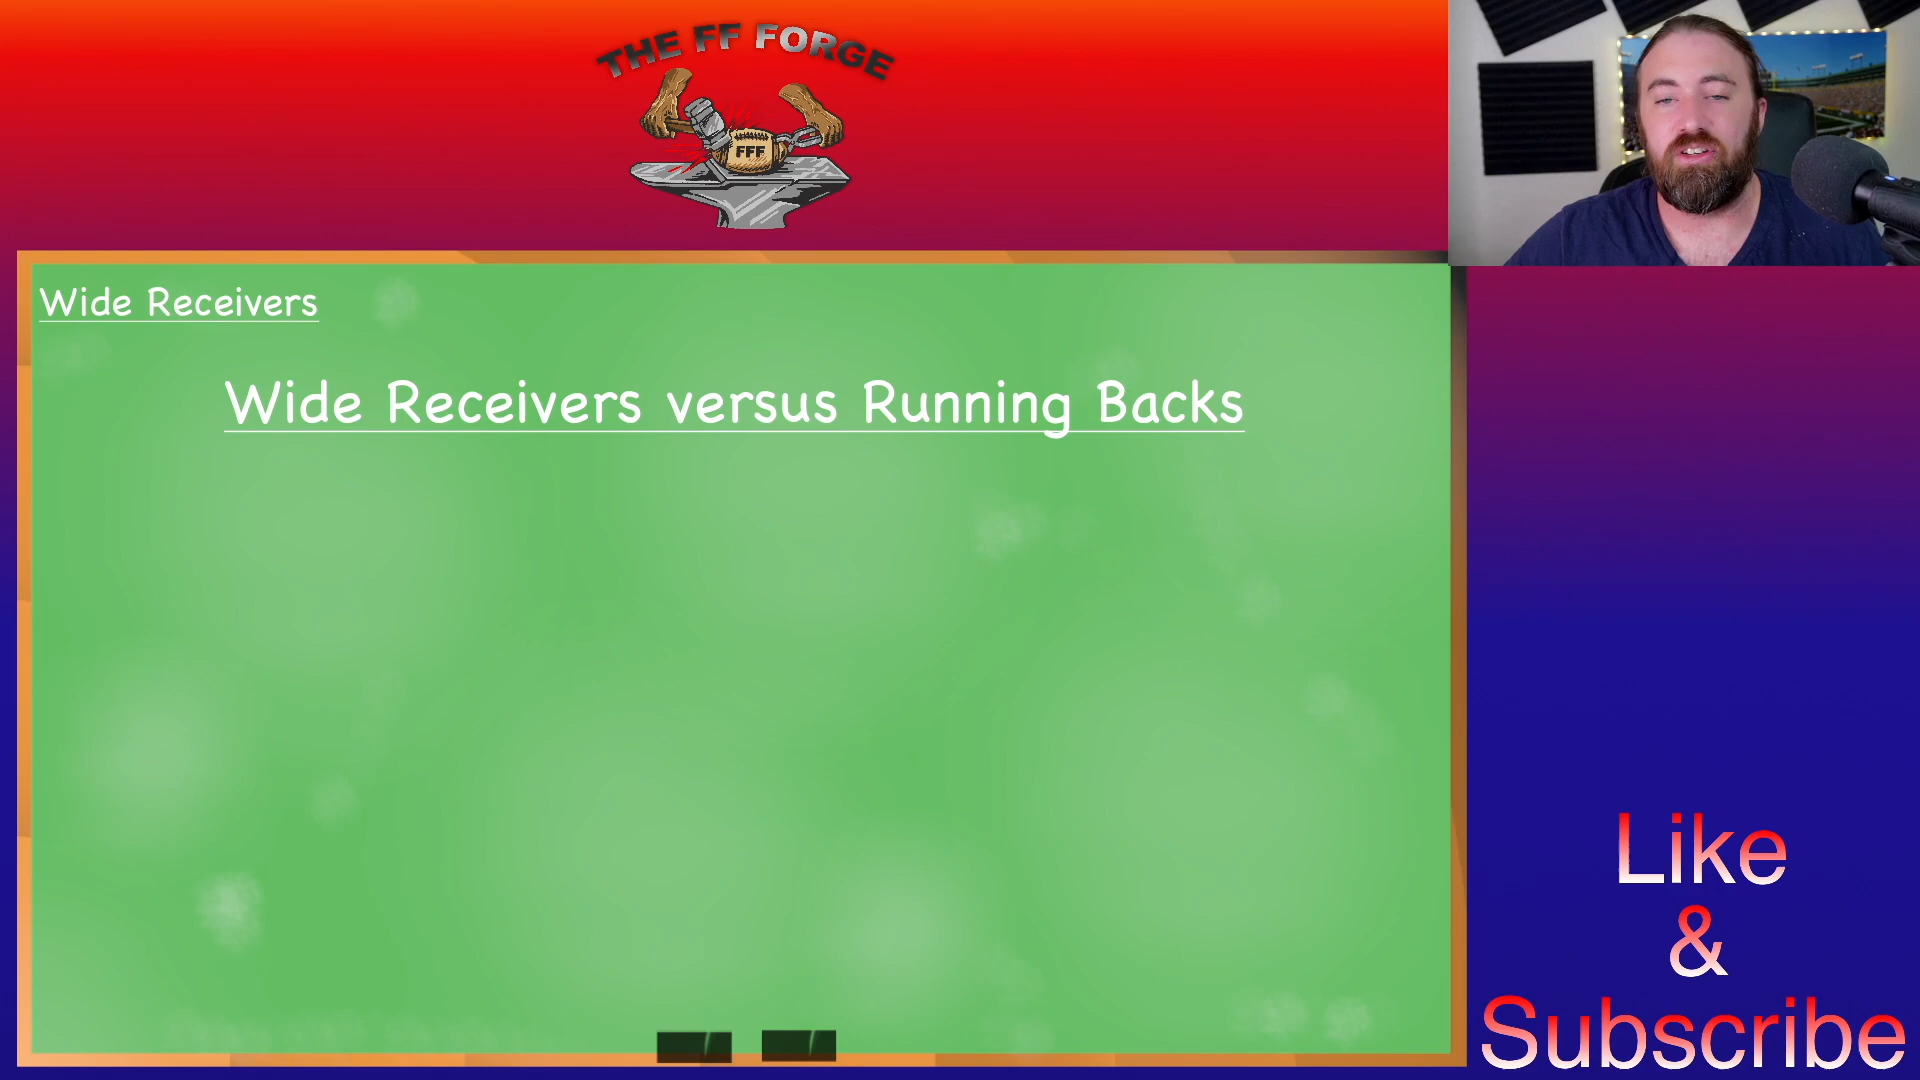 THE FF FORGE
FFF
Wide Receivers
Wide Receivers versus Running Backs
Like
&
Subscribe